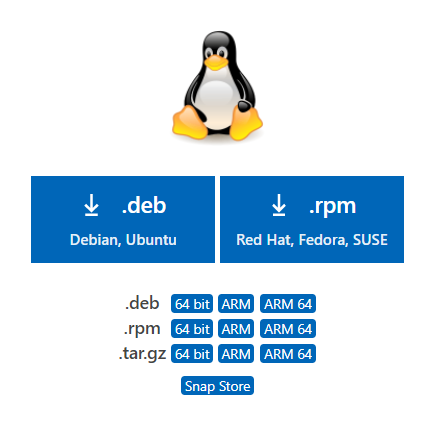 .deb .rpm
Debian, Ubuntu Red Hat, Fedora, SUSE
.deb 64 bit ARM ARM 64
.rpm 64 bit ARM ARM 64
.tar.gz 64 bit ARM ARM 64
Snap Store